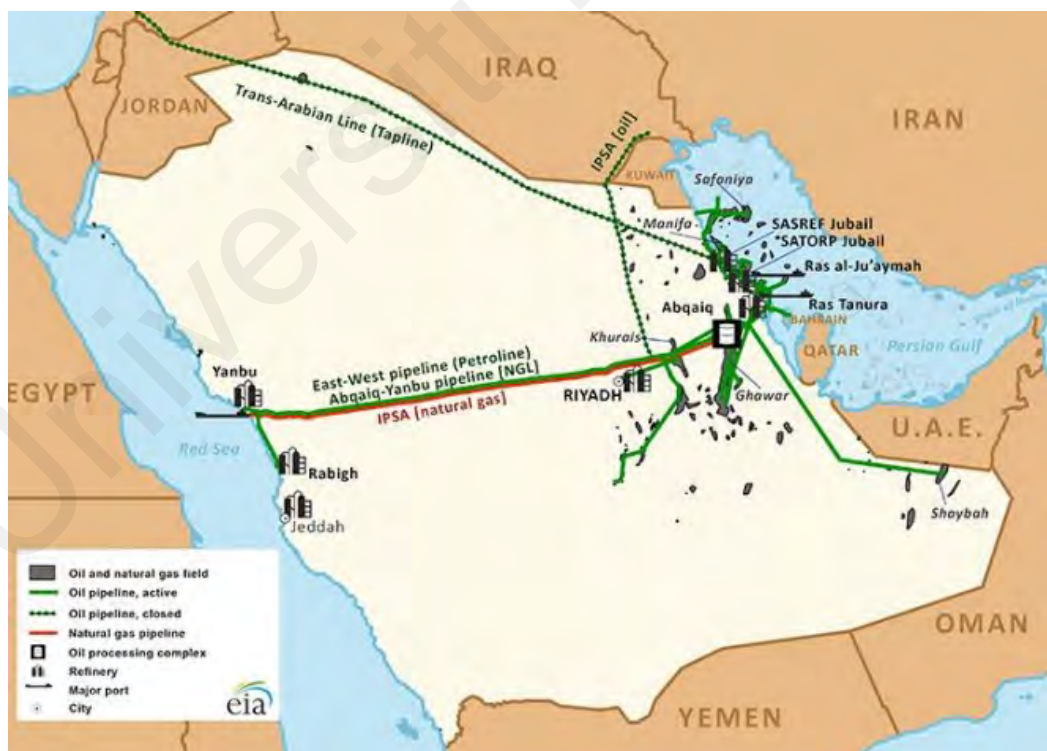 Universiti
IRAQ
JORDAN
Trans-Arabian Line (Tapline)
IPSA [oil]
IRAN
KUWAIT
Safaniya
Manifa
SASREF Jubail
SATORP Jubail
Ras al-Ju'aymah
Abqaiq
Ras Tanura
BAHRAIN
Khurais
QATAR
Persian Gulf
Yanbu
East-West pipeline (Petroline)
Abqaiq-Yanbu pipeline [NGL]
IPSA [natural gas]
RIYADH
Ghawar
EGYPT
U.A.E.
Red Sea
Rabigh
Jeddah
Shaybah
Oil and natural gas field
Oil pipeline, active
Oil pipeline, closed
Natural gas pipeline
Oil processing complex
Refinery
Major port
City
eia
OMAN
YEMEN